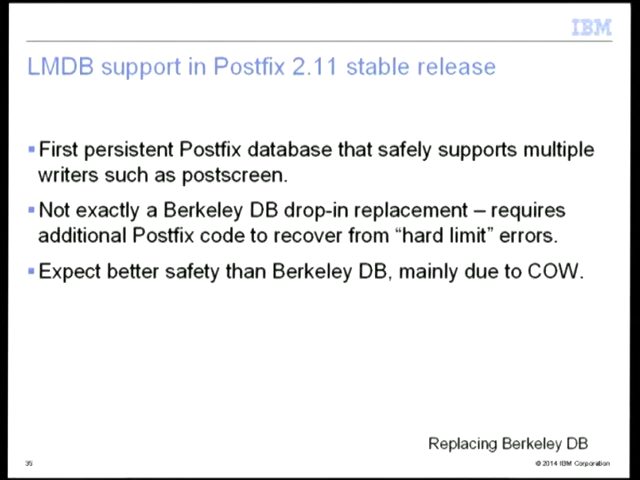 IBM
LMDB support in Postfix 2.11 stable release
▪First persistent Postfix database that safely supports multiple
writers such as postscreen.
▪Not exactly a Berkeley DB drop-in replacement – requires
additional Postfix code to recover from “hard limit” errors.
▪Expect better safety than Berkeley DB, mainly due to COW.
Replacing Berkeley DB
35
© 2014 IBM Corporation